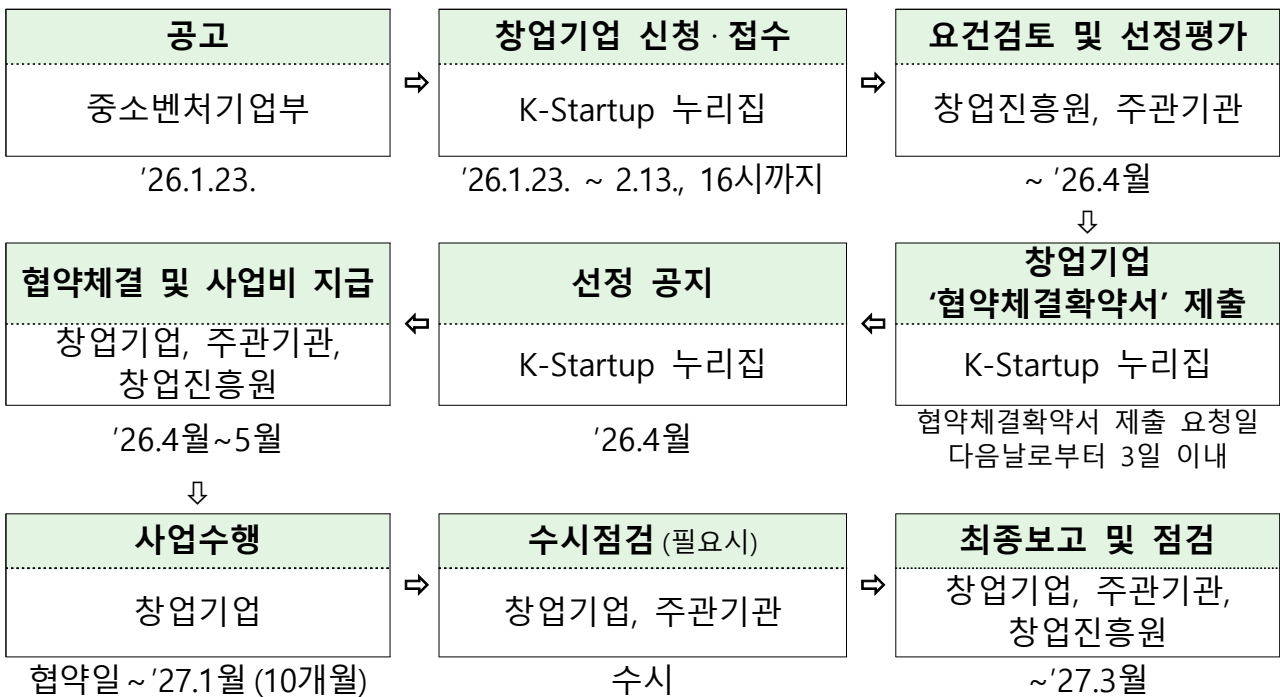 공고
중소벤처기업부
'26.1.23.
⇨
창업기업 신청·접수
K-Startup 누리집
'26.1.23. ~ 2.13., 16시까지
⇨
요건검토 및 선정평가
창업진흥원, 주관기관
~ '26.4월
⇩
창업기업
'협약체결확약서' 제출
K-Startup 누리집
협약체결확약서 제출 요청일
다음날로부터 3일 이내
⇦
선정 공지
K-Startup 누리집
'26.4월
⇦
협약체결 및 사업비 지급
창업기업, 주관기관,
창업진흥원
'26.4월~5월
⇩
사업수행
창업기업
협약일 ~ '27.1월 (10개월)
⇨
수시점검 (필요시)
창업기업, 주관기관
수시
⇨
최종보고 및 점검
창업기업, 주관기관,
창업진흥원
~'27.3월